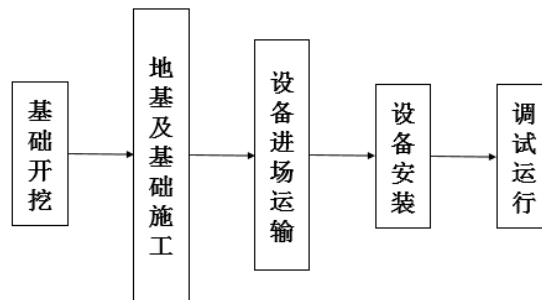 基础开挖
地基及基础施工
设备进场运输
设备安装
调试运行